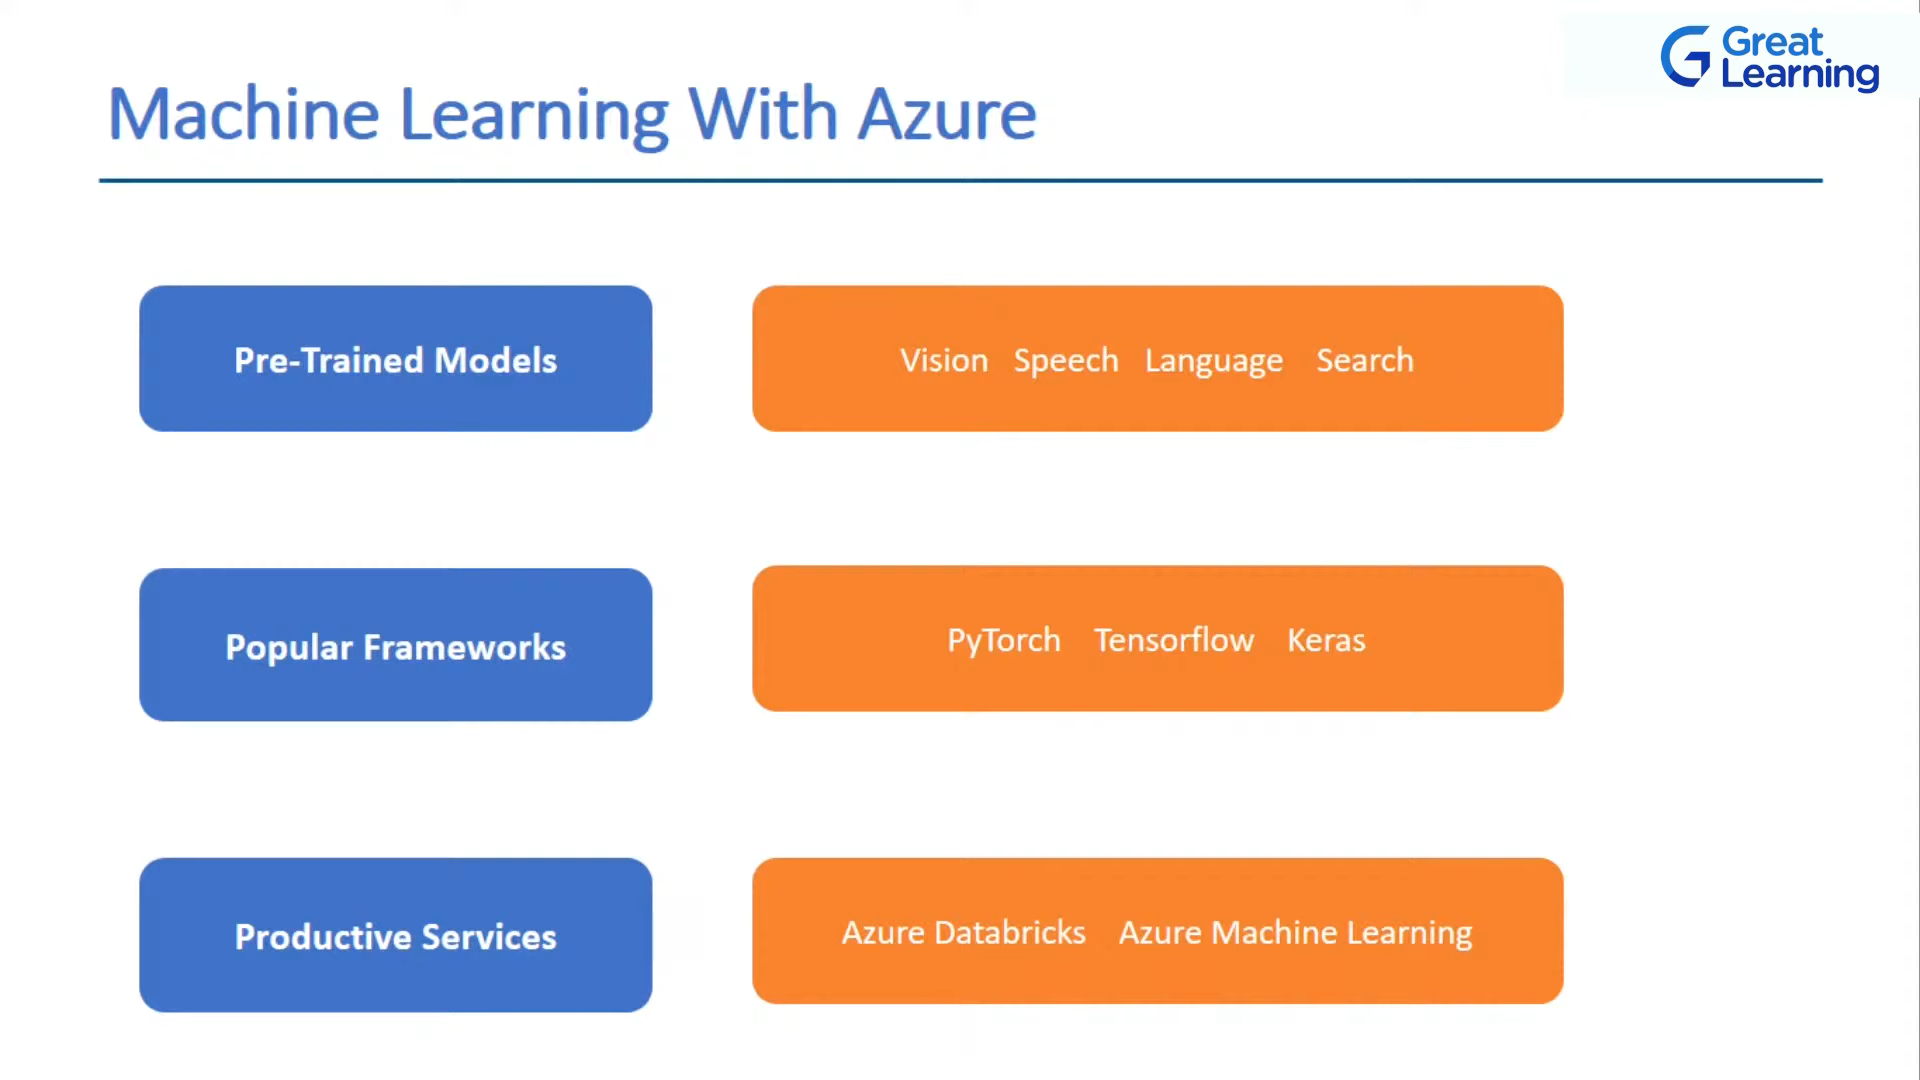 Great
Learning
Machine Learning With Azure
Pre-Trained Models
Vision Speech Language Search
Popular Frameworks
PyTorch Tensorflow Keras
Productive Services
Azure Databricks Azure Machine Learning